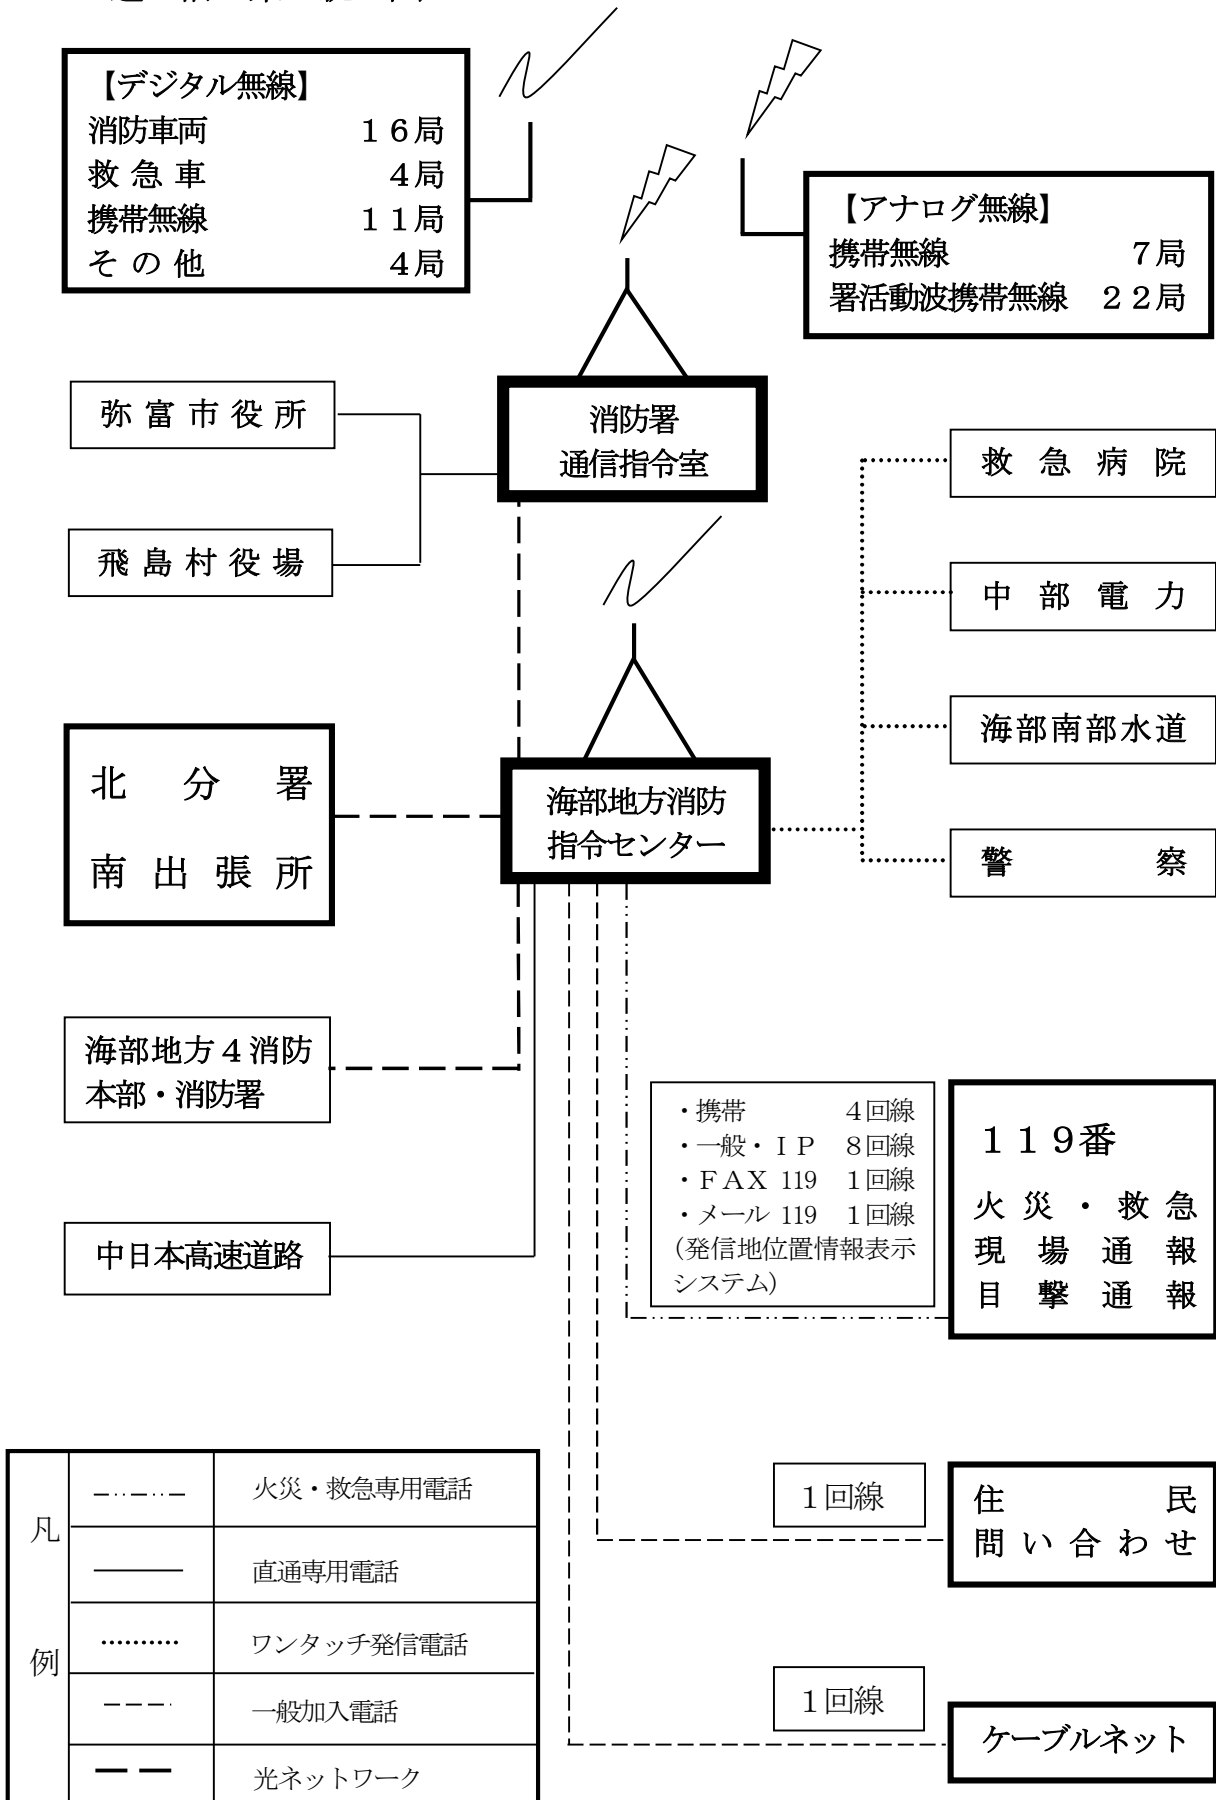 【デジタル無線】
消防車両 １６局
救急車 ４局
携帯無線 １１局
その他 ４局
【アナログ無線】
携帯無線 ７局
署活動波携帯無線 ２２局
消防署
通信指令室
弥富市役所
飛島村役場
救急病院
中部電力
海部南部水道
警察
北分署
南出張所
海部地方消防
指令センター
海部地方４消防
本部・消防署
中日本高速道路
・携帯 ４回線
・一般・ＩＰ ８回線
・ＦＡＸ 119 １回線
・メール 119 １回線
(発信地位置情報表示
システム)
１１９番
火災・救急
現場通報
目撃通報
１回線
住民
問い合わせ
１回線
ケーブルネット
凡例
火災・救急専用電話
直通専用電話
ワンタッチ発信電話
一般加入電話
光ネットワーク